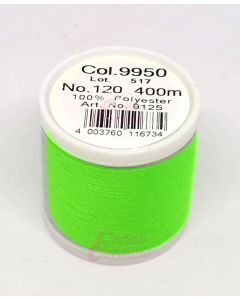 Col.9950
Lot. 517
No.120 400m
100% Polyester
Art. No. 9125
4 003760 116734